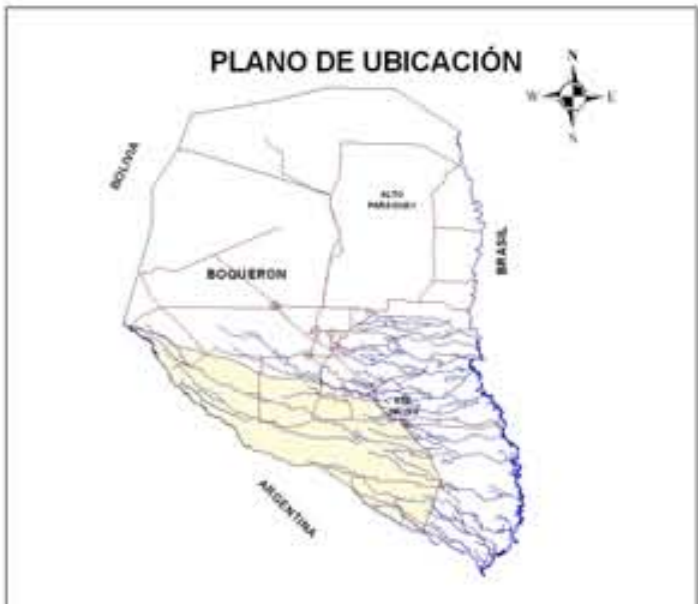 PLANO DE UBICACIÓN
N
W
E
S
BOLIVIA
ALTO
PARAGUAY
BRASIL
BOQUERON
ARGENTINA